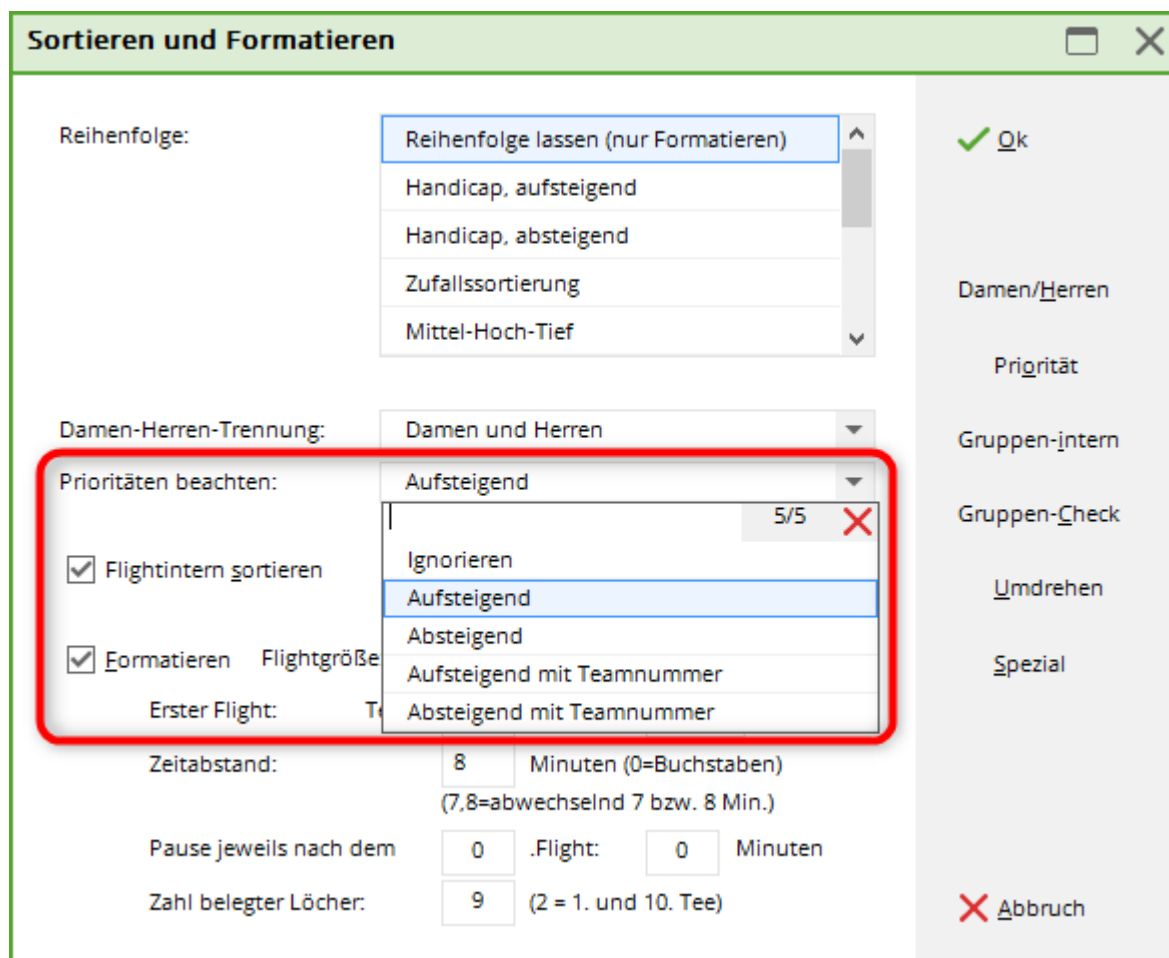 Sortieren und Formatieren
Reihenfolge:
Reihenfolge lassen (nur Formatieren)
Handicap, aufsteigend
Handicap, absteigend
Zufallssortierung
Mittel-Hoch-Tief
Damen-Herren-Trennung: Damen und Herren
Prioritäten beachten: Aufsteigend
5/5
Ignorieren
Flightintern sortieren
Aufsteigend
Absteigend
Formatieren Flightgröße
Aufsteigend mit Teamnummer
Erster Flight:
Absteigend mit Teamnummer
Zeitabstand: 8 Minuten (0=Buchstaben)
(7,8=abwechselnd 7 bzw. 8 Min.)
Pause jeweils nach dem 0 .Flight: 0 Minuten
Zahl belegter Löcher: 9 (2 = 1. und 10. Tee)
Ok
Damen/Herren
Priorität
Gruppen-intern
Gruppen-Check
Umdrehen
Spezial
Abbruch